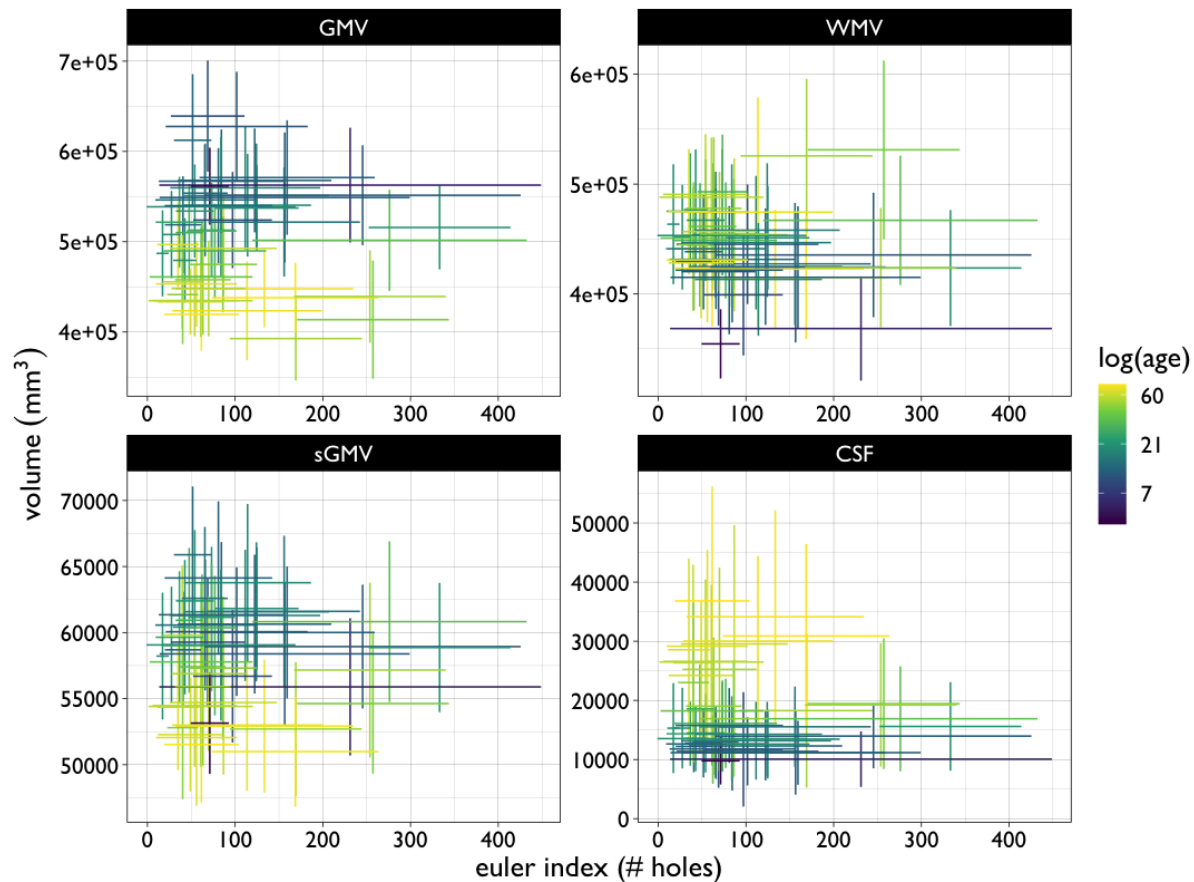 GMV
WMV
7e+05
6e+05
5e+05
4e+05
0 100 200 300 400
6e+05
5e+05
4e+05
0 100 200 300 400
sGMV
CSF
70000
65000
60000
55000
50000
0 100 200 300 400
50000
40000
30000
20000
10000
0
0 100 200 300 400
volume (mm³)
euler index (# holes)
log(age)
60
21
7